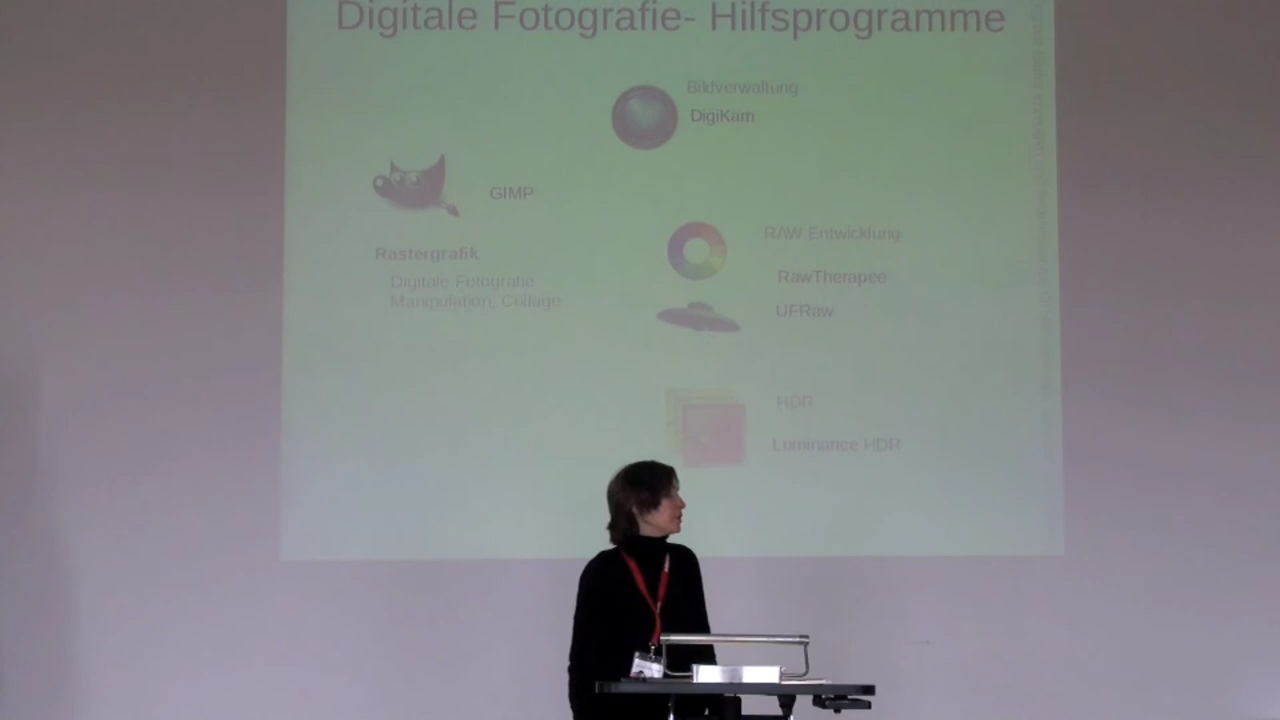 Digitale Fotografie- Hilfsprogramme
Bildverwaltung
DigiKam
GIMP
Rastergrafik
Digitale Fotografie
Manipulation, Collage
RAW Entwicklung
RawTherapee
UFRaw
HDR
Luminance HDR